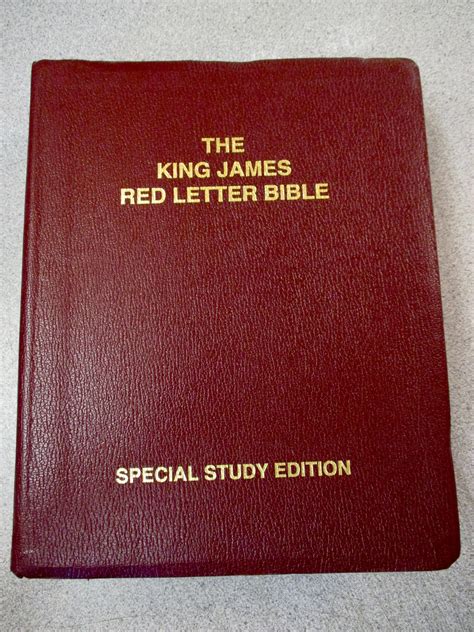 THE
KING JAMES
RED LETTER BIBLE
SPECIAL STUDY EDITION